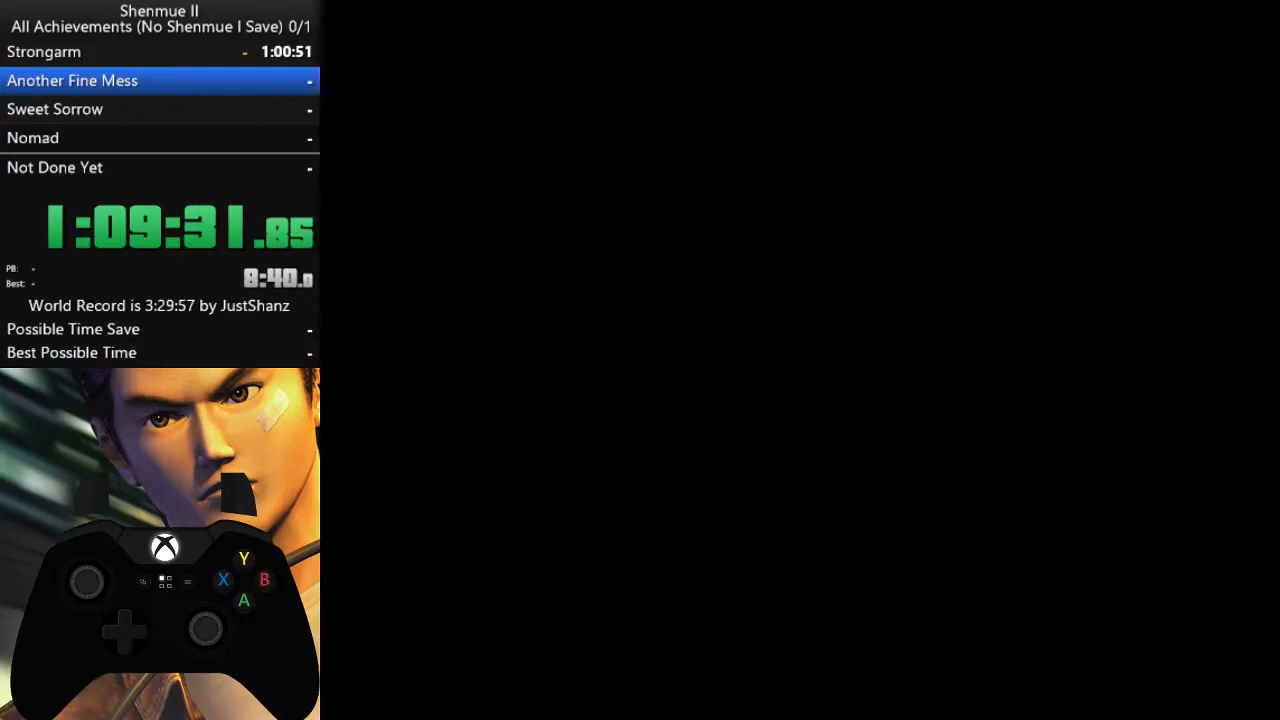 Shenmue II
All Achievements (No Shenmue I Save) 0/1
Strongarm - 1:00:51
Another Fine Mess -
Sweet Sorrow -
Nomad -
Not Done Yet -
1:09:31.85
PB: -
Best: -
8:40.0
World Record is 3:29:57 by JustShanz
Possible Time Save -
Best Possible Time -
Y
X B
A